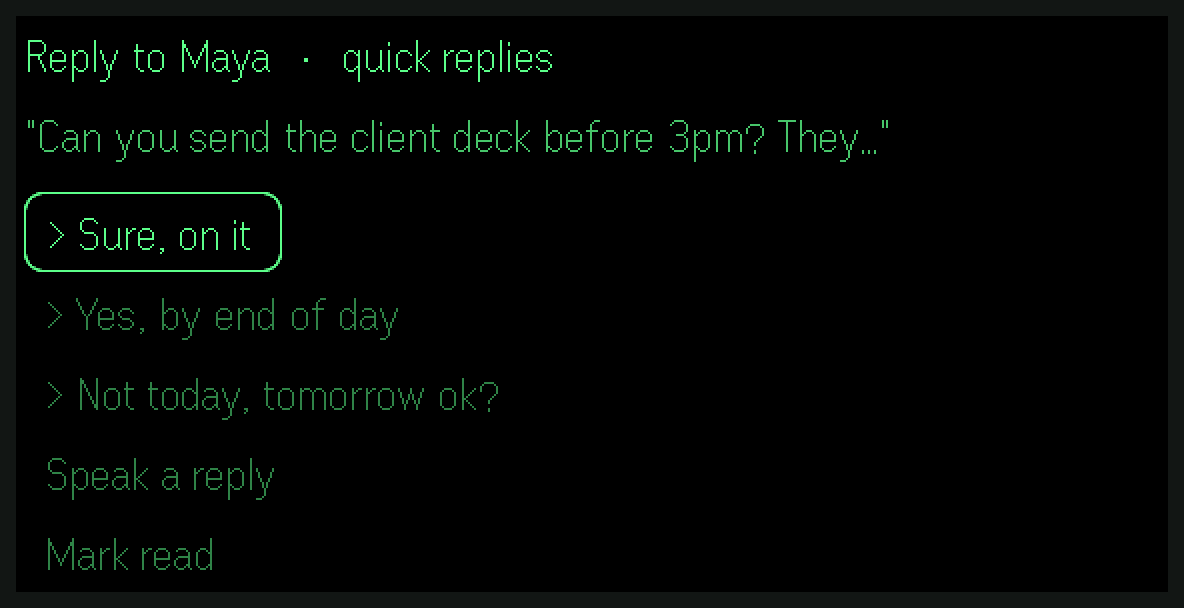 Reply to Maya · quick replies
"Can you send the client deck before 3pm? They…"
> Sure, on it
> Yes, by end of day
> Not today, tomorrow ok?
Speak a reply
Mark read